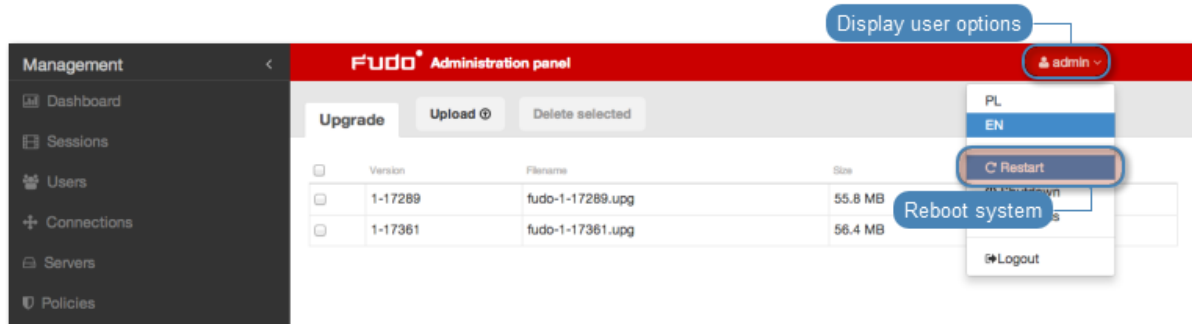 Display user options
Management
FUDO Administration panel
admin
Dashboard
Sessions
Users
Connections
Servers
Policies
Upgrade
Upload
Delete selected
PL
EN
Restart
Reboot system
Logout
Version Filename Size
1-17289 fudo-1-17289.upg 55.8 MB
1-17361 fudo-1-17361.upg 56.4 MB